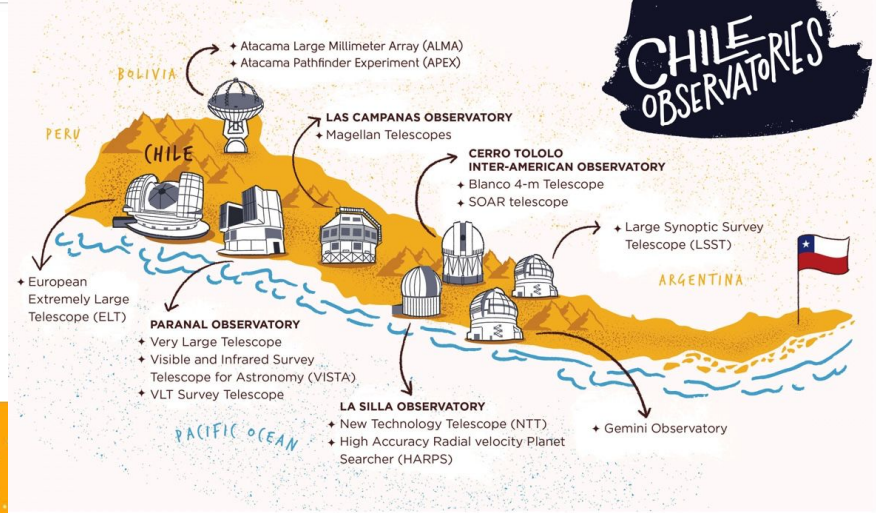 CHILE
OBSERVATORIES
✦ Atacama Large Millimeter Array (ALMA)
✦ Atacama Pathfinder Experiment (APEX)
BOLIVIA
PERU
CHILE
LAS CAMPANAS OBSERVATORY
✦ Magellan Telescopes
CERRO TOLOLO
INTER-AMERICAN OBSERVATORY
✦ Blanco 4-m Telescope
✦ SOAR telescope
✦ Large Synoptic Survey
Telescope (LSST)
ARGENTINA
✦ European
Extremely Large
Telescope (ELT)
PARANAL OBSERVATORY
✦ Very Large Telescope
✦ Visible and Infrared Survey
Telescope for Astronomy (VISTA)
✦ VLT Survey Telescope
LA SILLA OBSERVATORY
✦ New Technology Telescope (NTT)
✦ High Accuracy Radial velocity Planet
Searcher (HARPS)
✦ Gemini Observatory
PACIFIC OCEAN